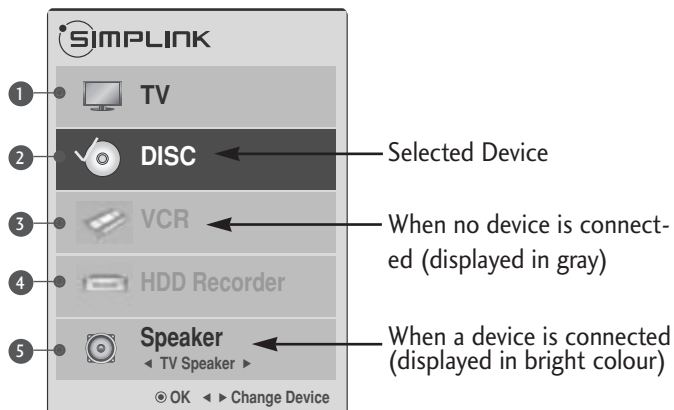 SIMPLINK
1 TV
2 DISC
Selected Device
3 VCR
When no device is connect-
ed (displayed in gray)
4 HDD Recorder
5 Speaker
◄ TV Speaker ►
When a device is connected
(displayed in bright colour)
◉ OK ◄ ► Change Device